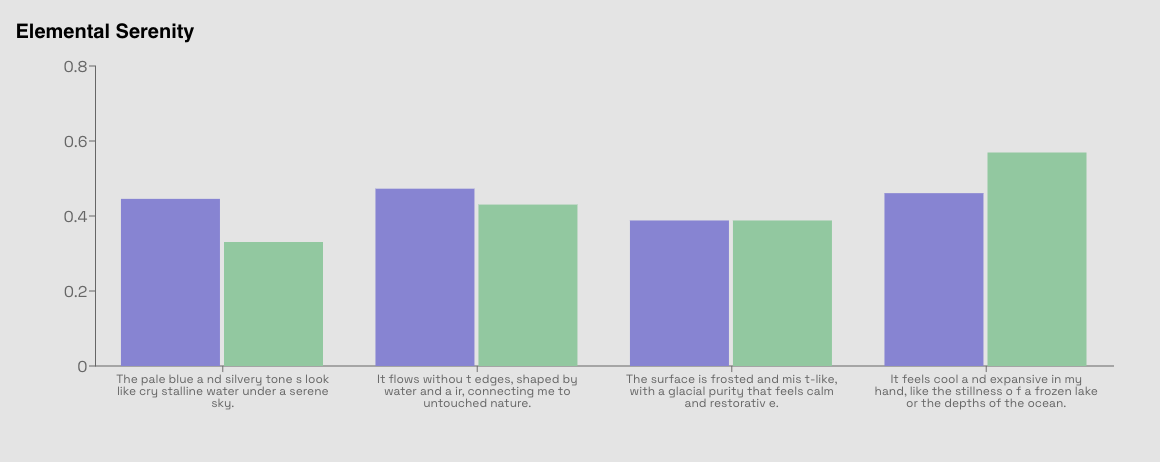 Elemental Serenity
0.8
0.6
0.4
0.2
0
The pale blue a nd silvery tone s look
like cry stalline water under a serene
sky.
It flows withou t edges, shaped by
water and a ir, connecting me to
untouched nature.
The surface is frosted and mis t-like,
with a glacial purity that feels calm
and restorativ e.
It feels cool a nd expansive in my
hand, like the stillness o f a frozen lake
or the depths of the ocean.